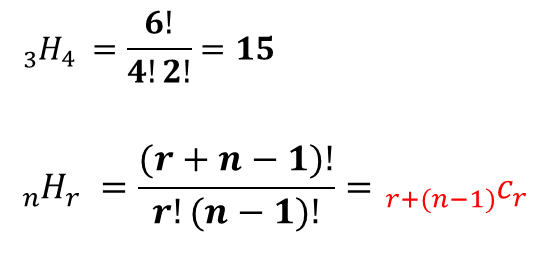 ₃H₄ = 6! / 4! 2! = 15
ₙHᵣ = (r + n − 1)! / r! (n − 1)! = ᵣ₊₍ₙ₋₁₎cᵣ